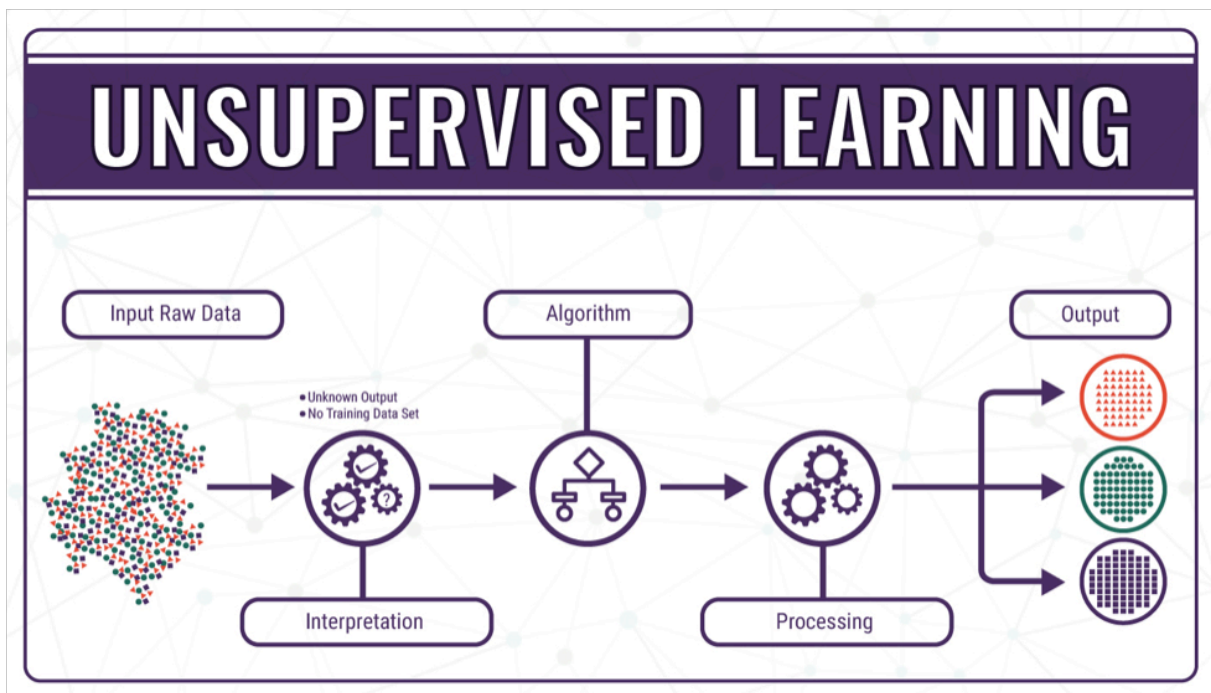 UNSUPERVISED LEARNING
Input Raw Data
Algorithm
Output
• Unknown Output
• No Training Data Set
?
Interpretation
Processing